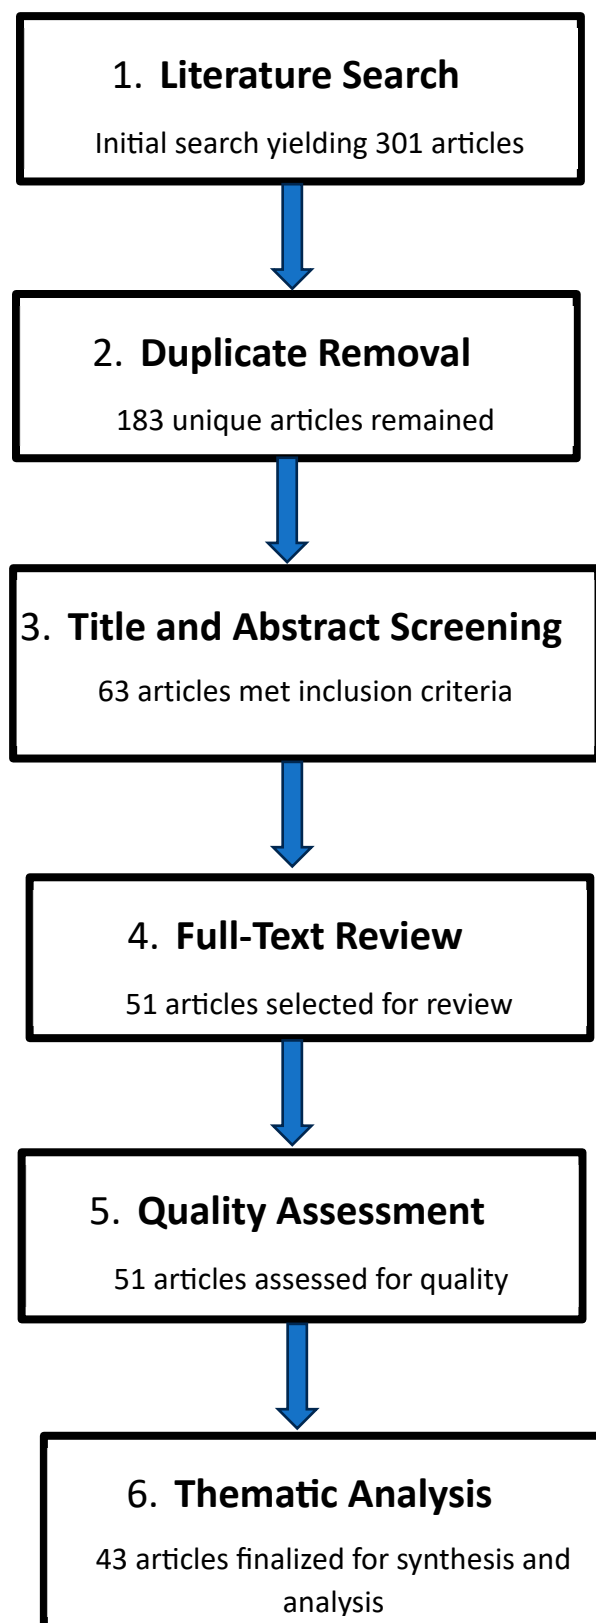 1. Literature Search
Initial search yielding 301 articles
2. Duplicate Removal
183 unique articles remained
3. Title and Abstract Screening
63 articles met inclusion criteria
4. Full-Text Review
51 articles selected for review
5. Quality Assessment
51 articles assessed for quality
6. Thematic Analysis
43 articles finalized for synthesis and
analysis